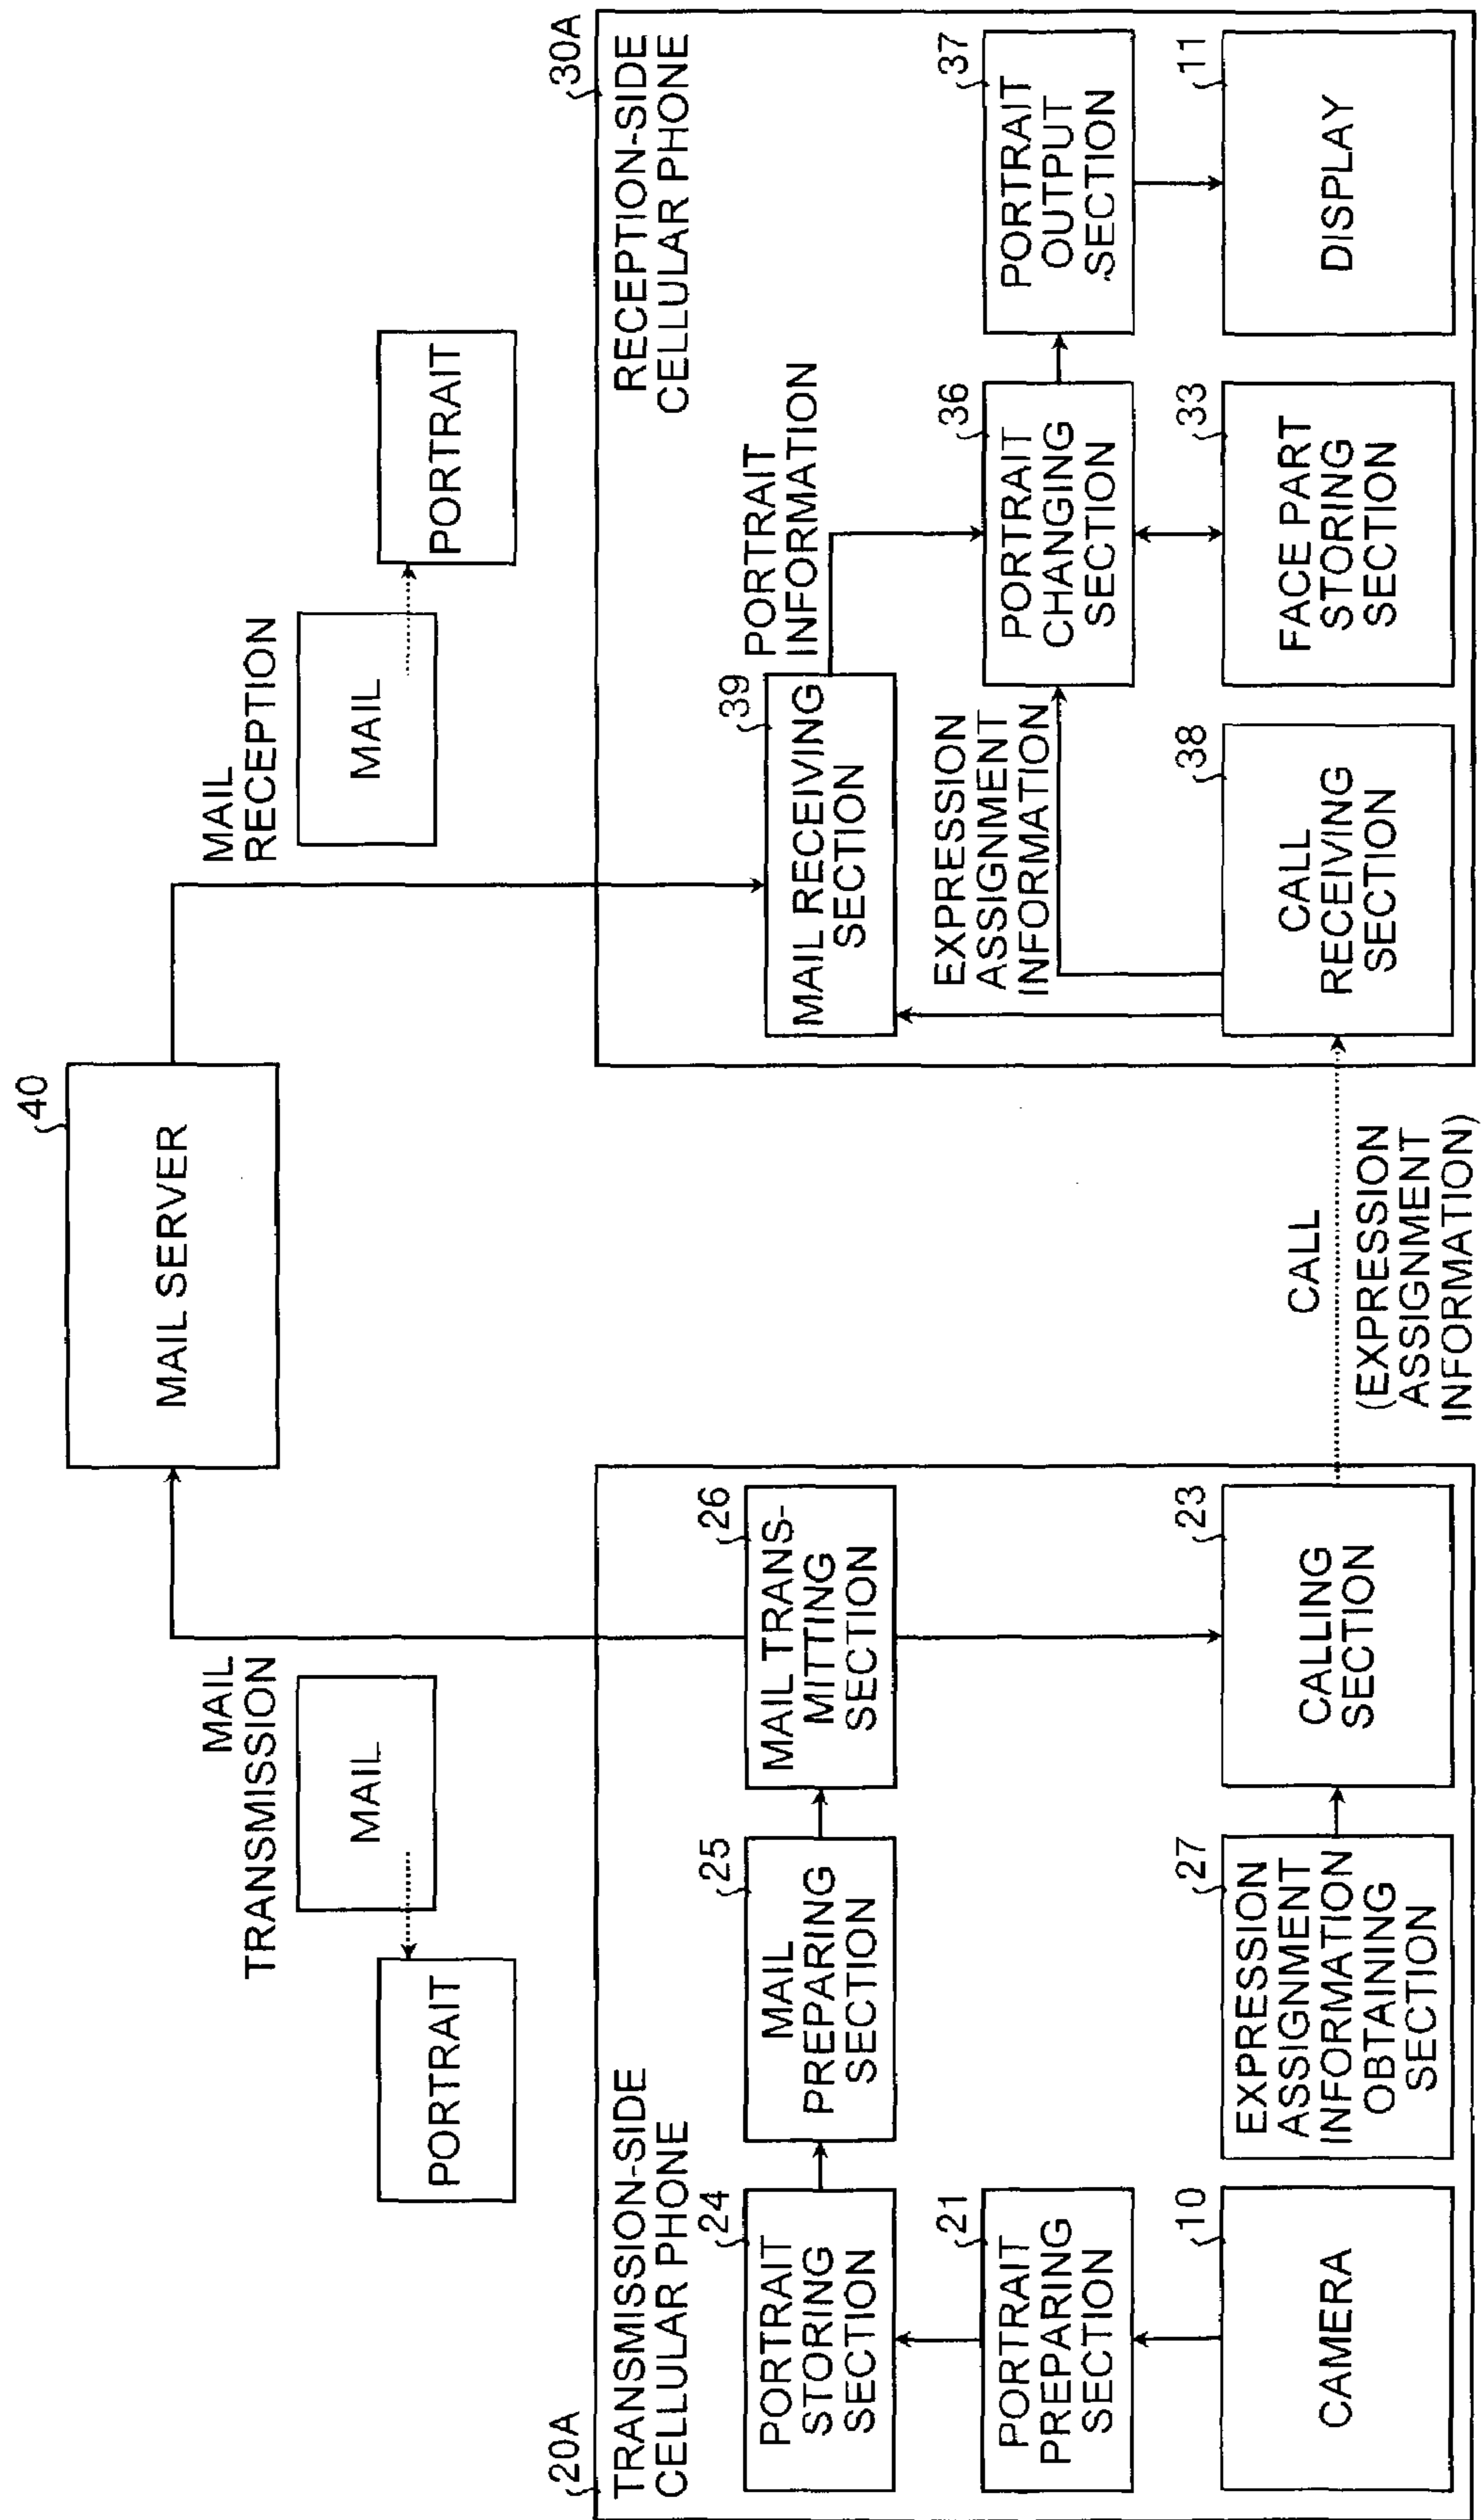 40
MAIL SERVER
MAIL
TRANSMISSION
MAIL
PORTRAIT
MAIL
RECEPTION
MAIL
PORTRAIT
20A
TRANSMISSION-SIDE
CELLULAR PHONE
24
PORTRAIT
STORING
SECTION
25
MAIL
PREPARING
SECTION
26
MAIL TRANS-
MITTING
SECTION
21
PORTRAIT
PREPARING
SECTION
10
CAMERA
27
EXPRESSION
ASSIGNMENT
INFORMATION
OBTAINING
SECTION
23
CALLING
SECTION
CALL
(EXPRESSION
ASSIGNMENT
INFORMATION)
30A
RECEPTION-SIDE
CELLULAR PHONE
39
MAIL RECEIVING
SECTION
PORTRAIT
INFORMATION
EXPRESSION
ASSIGNMENT
INFORMATION
36
PORTRAIT
CHANGING
SECTION
37
PORTRAIT
OUTPUT
SECTION
38
CALL
RECEIVING
SECTION
33
FACE PART
STORING
SECTION
11
DISPLAY